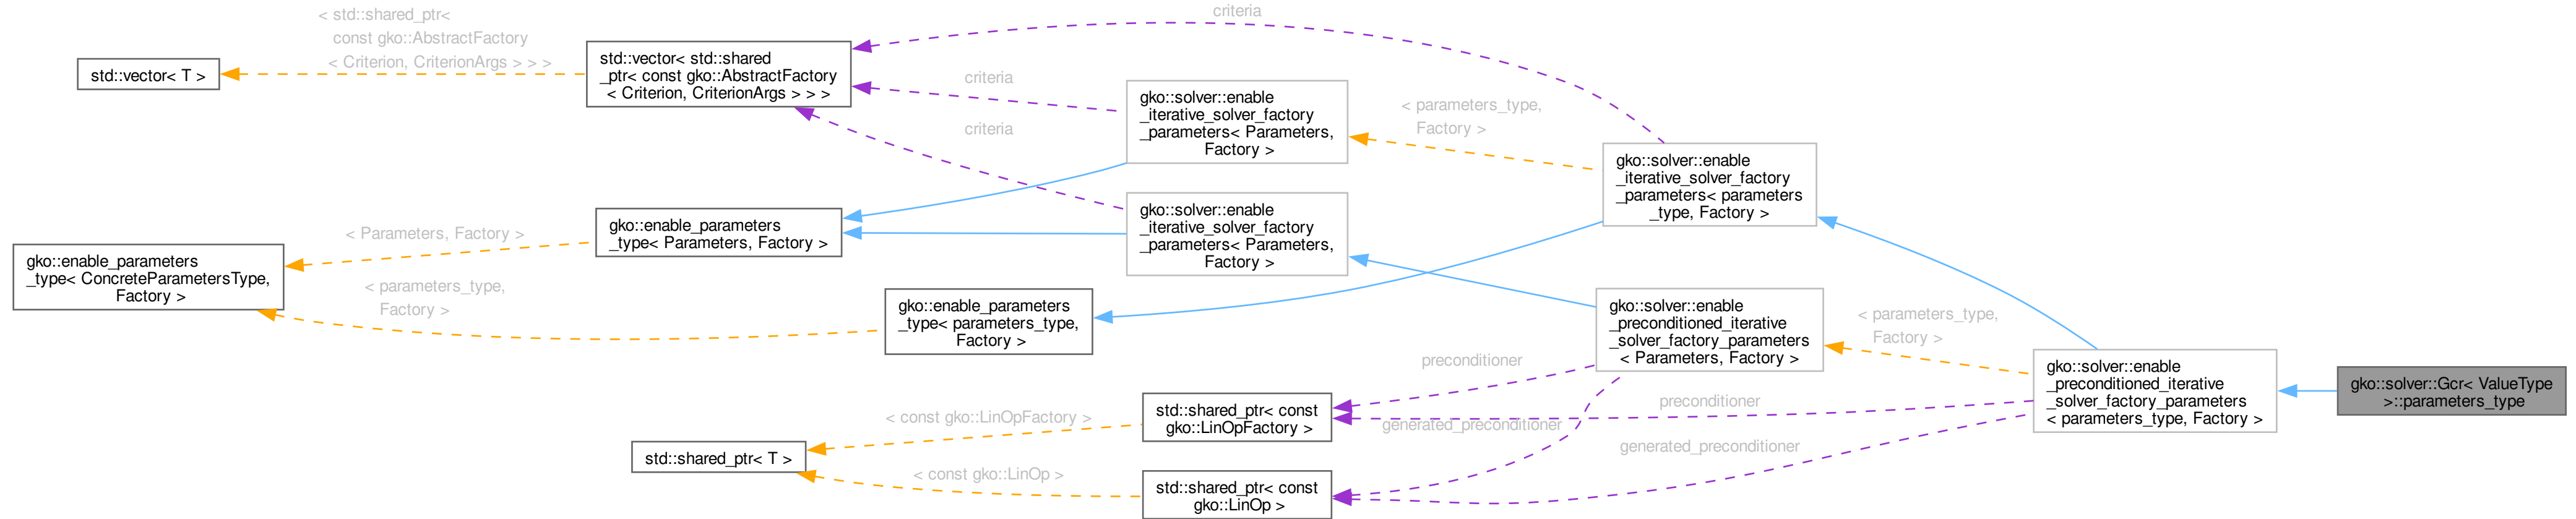 < std::shared_ptr<
const gko::AbstractFactory
< Criterion, CriterionArgs > > >
std::vector< T >
std::vector< std::shared
_ptr< const gko::AbstractFactory
< Criterion, CriterionArgs > > >
criteria
criteria
criteria
gko::solver::enable
_iterative_solver_factory
_parameters< Parameters,
Factory >
< parameters_type,
Factory >
gko::solver::enable
_iterative_solver_factory
_parameters< parameters
_type, Factory >
gko::enable_parameters
_type< ConcreteParametersType,
Factory >
< Parameters, Factory >
< parameters_type,
Factory >
gko::enable_parameters
_type< Parameters, Factory >
gko::solver::enable
_iterative_solver_factory
_parameters< Parameters,
Factory >
gko::enable_parameters
_type< parameters_type,
Factory >
gko::solver::enable
_preconditioned_iterative
_solver_factory_parameters
< Parameters, Factory >
< parameters_type,
Factory >
gko::solver::enable
_preconditioned_iterative
_solver_factory_parameters
< parameters_type, Factory >
gko::solver::Gcr< ValueType
>::parameters_type
preconditioner
preconditioner
generated_preconditioner
generated_preconditioner
std::shared_ptr< T >
< const gko::LinOpFactory >
< const gko::LinOp >
std::shared_ptr< const
gko::LinOpFactory >
std::shared_ptr< const
gko::LinOp >